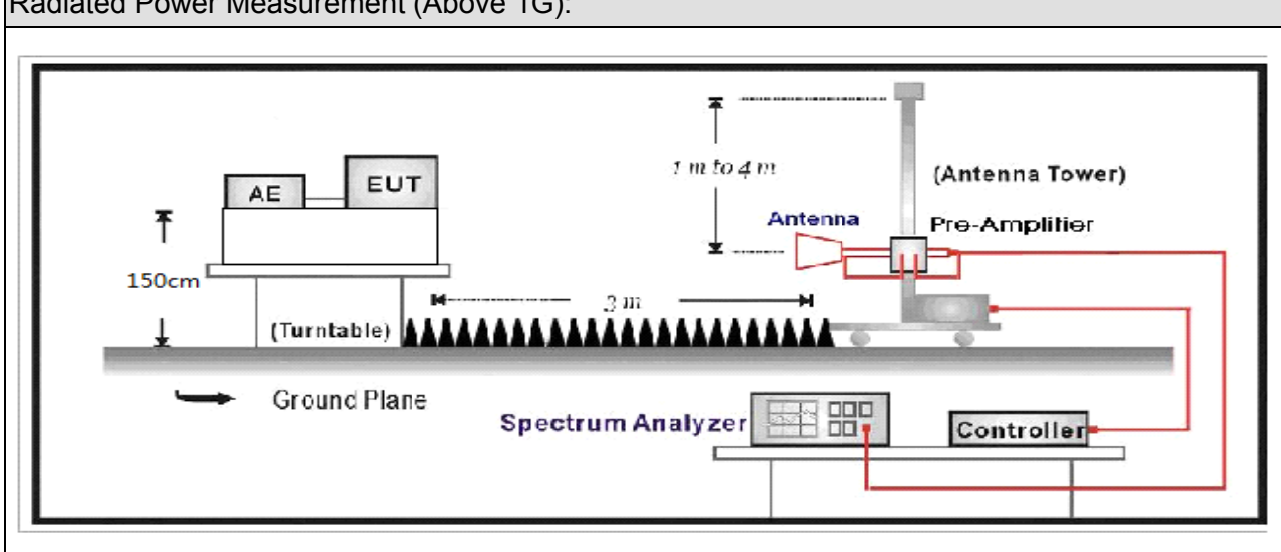 Radiated Power Measurement (Above 1G):
1 m to 4 m
(Antenna Tower)
AE
EUT
Antenna
Pre-Amplifier
150cm
3 m
(Turntable)
Ground Plane
Spectrum Analyzer
Controller